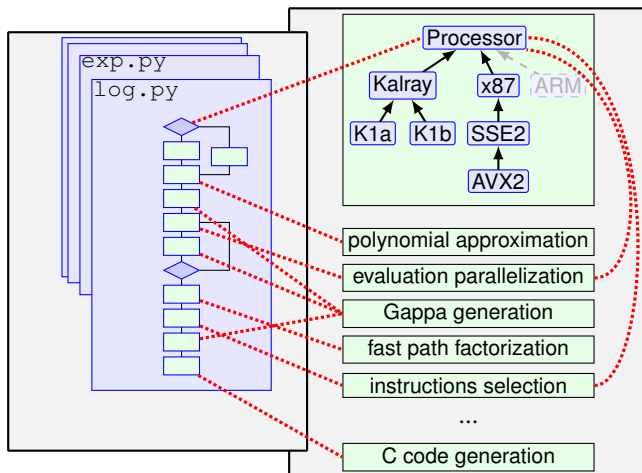 exp.py
log.py
Processor
Kalray
x87
ARM
K1a
K1b
SSE2
AVX2
polynomial approximation
evaluation parallelization
Gappa generation
fast path factorization
instructions selection
...
C code generation